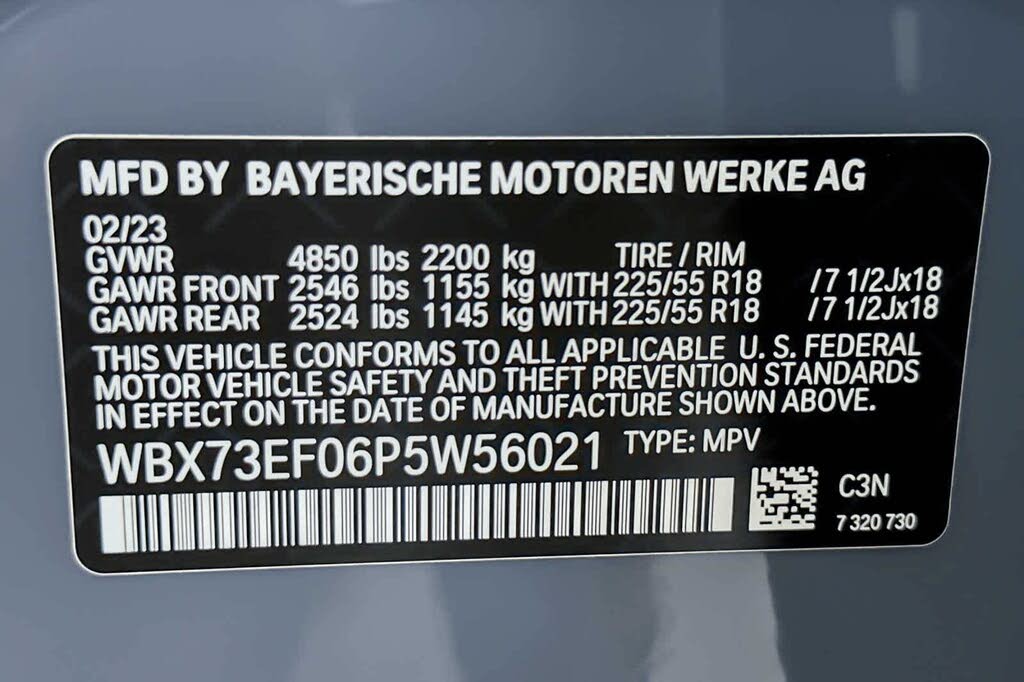 MFD BY BAYERISCHE MOTOREN WERKE AG
02/23
GVWR 4850 lbs 2200 kg TIRE / RIM
GAWR FRONT 2546 lbs 1155 kg WITH 225/55 R18 /7 1/2Jx18
GAWR REAR 2524 lbs 1145 kg WITH 225/55 R18 /7 1/2Jx18
THIS VEHICLE CONFORMS TO ALL APPLICABLE U. S. FEDERAL
MOTOR VEHICLE SAFETY AND THEFT PREVENTION STANDARDS
IN EFFECT ON THE DATE OF MANUFACTURE SHOWN ABOVE.
WBX73EF06P5W56021 TYPE: MPV
C3N
7 320 730